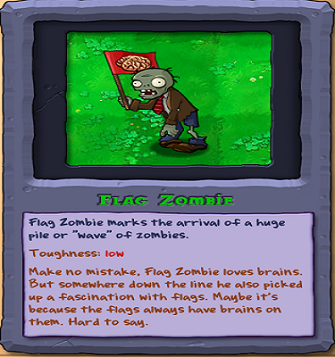 Flag Zombie
Flag Zombie marks the arrival of a huge
pile or "wave" of zombies.
Toughness: low
Make no mistake, Flag Zombie loves brains.
But somewhere down the line he also picked
up a fascination with flags. Maybe it's
because the flags always have brains on
them. Hard to say.